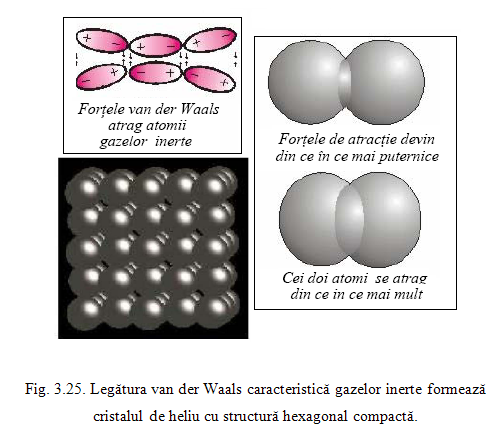 Forțele van der Waals
atrag atomii
gazelor inerte
Forțele de atracție devin
din ce în ce mai puternice
Cei doi atomi se atrag
din ce in ce mai mult
Fig. 3.25. Legătura van der Waals caracteristică gazelor inerte formează
cristalul de heliu cu structură hexagonal compactă.